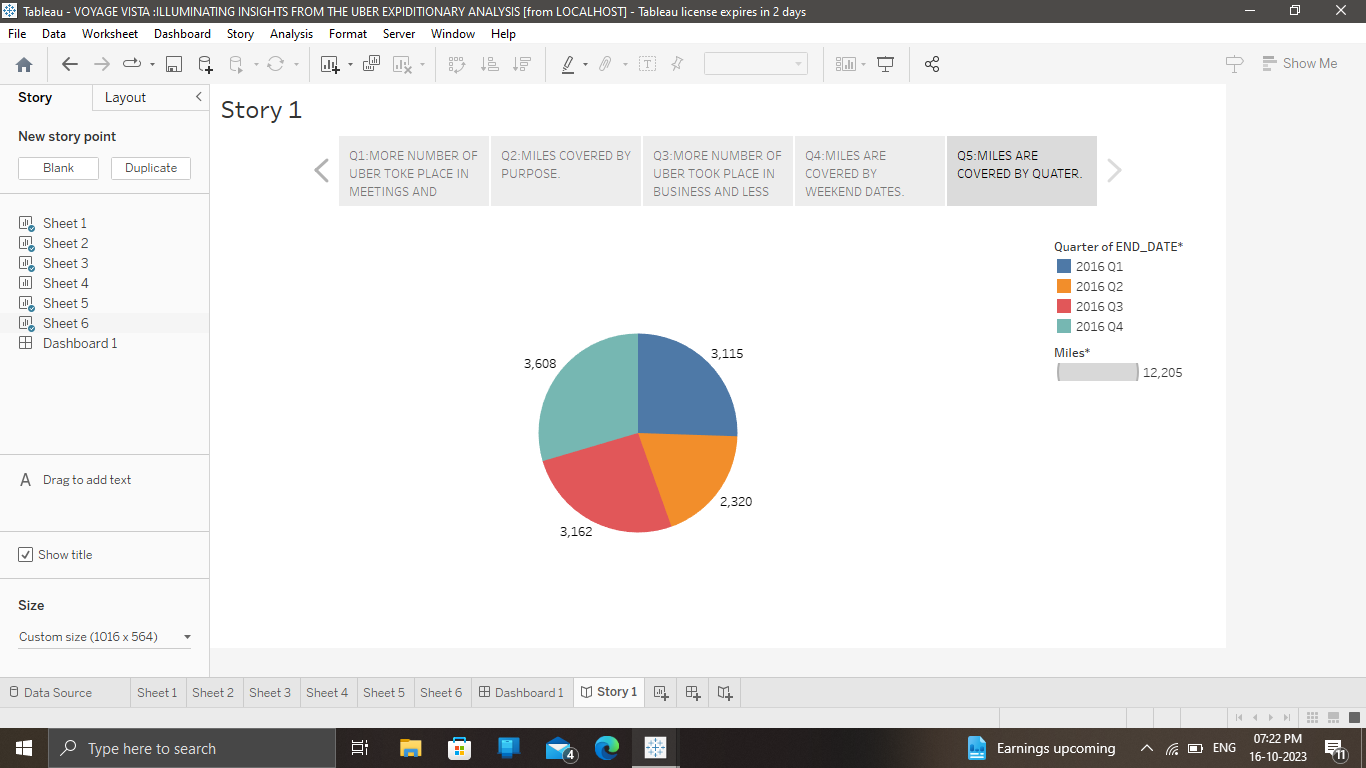 Tableau - VOYAGE VISTA :ILLUMINATING INSIGHTS FROM THE UBER EXPIDITIONARY ANALYSIS [from LOCALHOST] - Tableau license expires in 2 days
File Data Worksheet Dashboard Story Analysis Format Server Window Help
Show Me
Story Layout
New story point
Blank Duplicate
Sheet 1
Sheet 2
Sheet 3
Sheet 4
Sheet 5
Sheet 6
Dashboard 1
A Drag to add text
Show title
Size
Custom size (1016 x 564)
Story 1
Q1:MORE NUMBER OF
UBER TOKE PLACE IN
MEETINGS AND
Q2:MILES COVERED BY
PURPOSE.
Q3:MORE NUMBER OF
UBER TOOK PLACE IN
BUSINESS AND LESS
Q4:MILES ARE
COVERED BY
WEEKEND DATES.
Q5:MILES ARE
COVERED BY QUATER.
3,608
3,115
2,320
3,162
Quarter of END_DATE*
2016 Q1
2016 Q2
2016 Q3
2016 Q4
Miles*
12,205
Data Source Sheet 1 Sheet 2 Sheet 3 Sheet 4 Sheet 5 Sheet 6 Dashboard 1 Story 1
Type here to search
4
Earnings upcoming
ENG
07:22 PM
16-10-2023
11